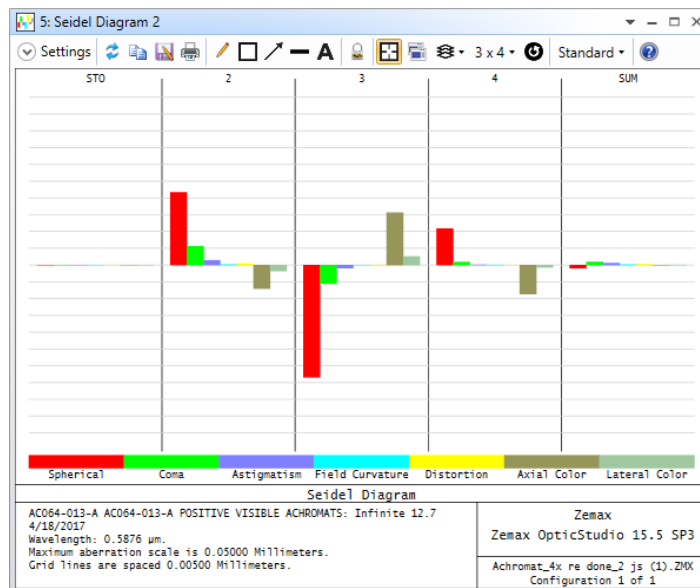 5: Seidel Diagram 2
Settings A 3 x 4 Standard
STO 2 3 4 SUM
Spherical Coma Astigmatism Field Curvature Distortion Axial Color Lateral Color
Seidel Diagram
AC064-013-A AC064-013-A POSITIVE VISIBLE ACHROMATS: Infinite 12.7
4/18/2017
Wavelength: 0.5876 µm.
Maximum aberration scale is 0.05000 Millimeters.
Grid lines are spaced 0.00500 Millimeters.
Zemax
Zemax OpticStudio 15.5 SP3
Achromat_4x re done_2 js (1).ZMX
Configuration 1 of 1